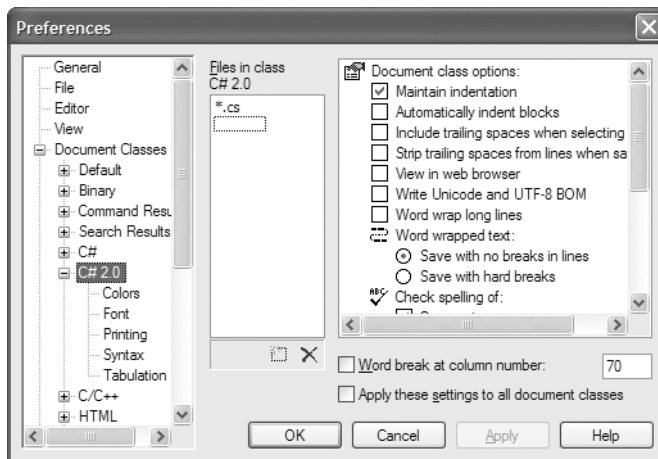 Preferences
General
File
Editor
View
Document Classes
Default
Binary
Command Resu
Search Results
C#
C# 2.0
Colors
Font
Printing
Syntax
Tabulation
C/C++
HTML
Files in class
C# 2.0
*.cs
Document class options:
Maintain indentation
Automatically indent blocks
Include trailing spaces when selecting
Strip trailing spaces from lines when sa
View in web browser
Write Unicode and UTF-8 BOM
Word wrap long lines
Word wrapped text:
Save with no breaks in lines
Save with hard breaks
ABC
Check spelling of:
Word break at column number: 70
Apply these settings to all document classes
OK Cancel Apply Help